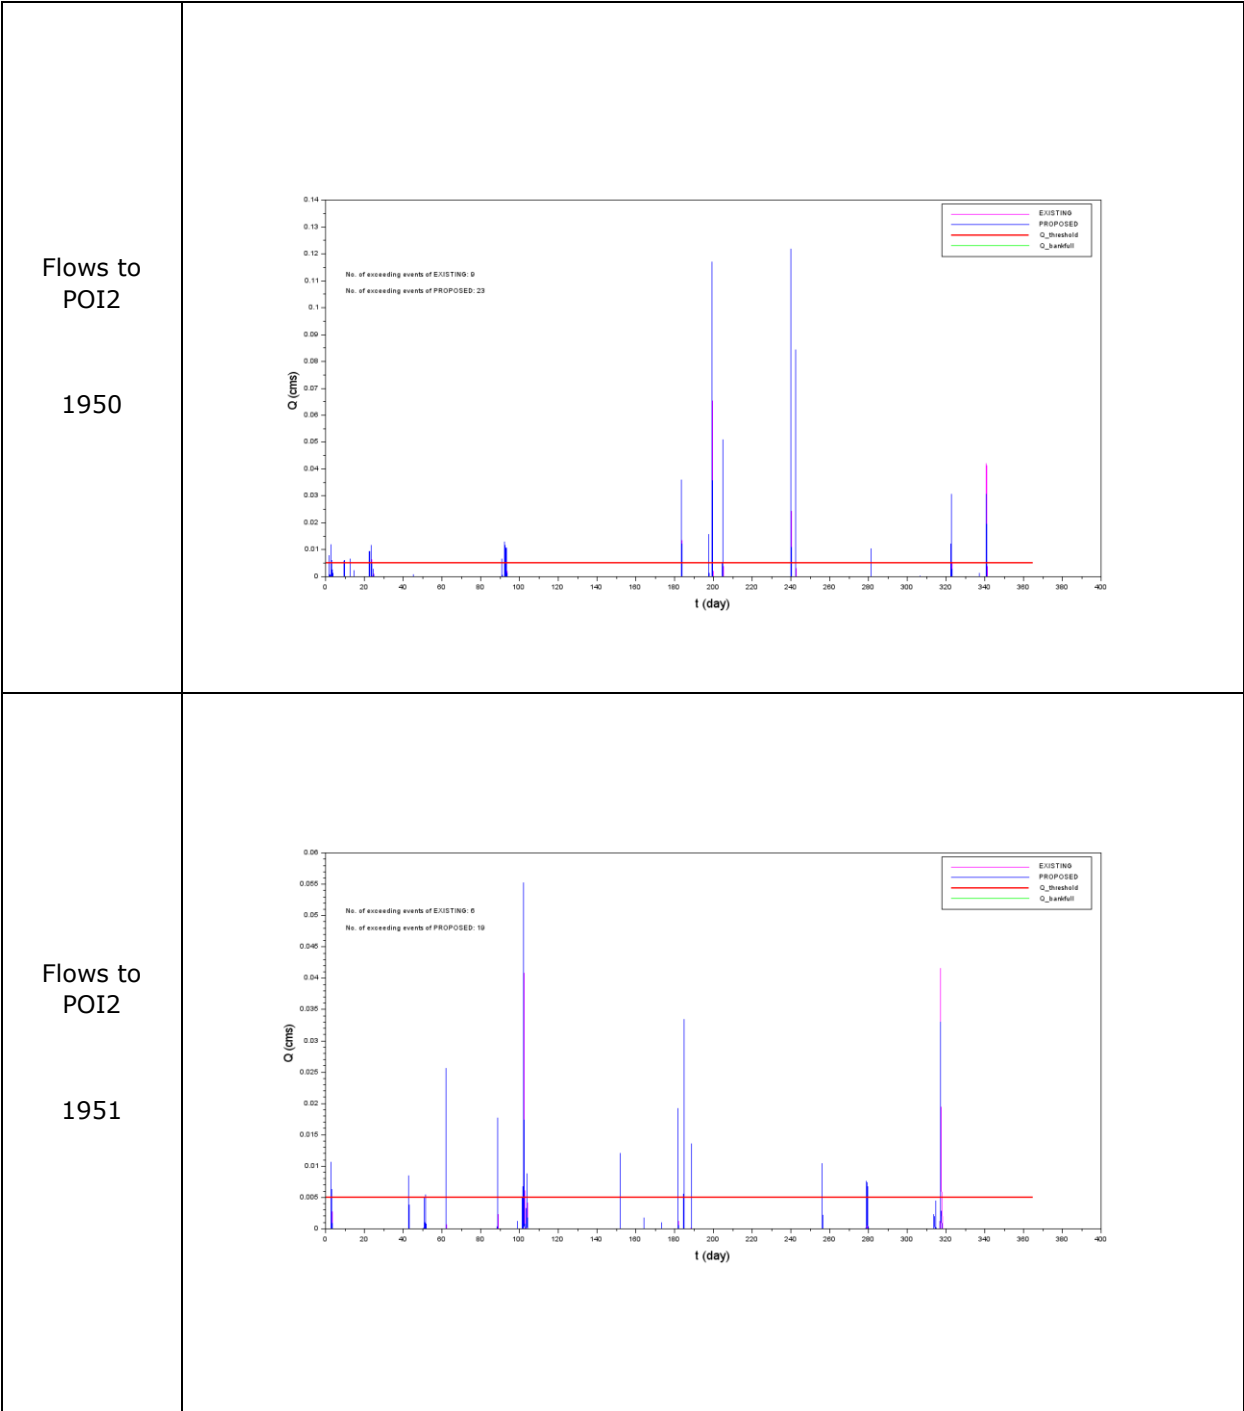 Flows to
POI2
1950
0.14
0.13
0.12
0.11
0.1
0.09
0.08
0.07
0.06
0.05
0.04
0.03
0.02
0.01
0
Q (cms)
No. of exceeding events of EXISTING: 9
No. of exceeding events of PROPOSED: 23
EXISTING
PROPOSED
Q_threshold
Q_bankfull
0 20 40 60 80 100 120 140 160 180 200 220 240 260 280 300 320 340 360 380 400
t (day)
Flows to
POI2
1951
0.06
0.055
0.05
0.045
0.04
0.035
0.03
0.025
0.02
0.015
0.01
0.005
0
Q (cms)
No. of exceeding events of EXISTING: 6
No. of exceeding events of PROPOSED: 19
EXISTING
PROPOSED
Q_threshold
Q_bankfull
0 20 40 60 80 100 120 140 160 180 200 220 240 260 280 300 320 340 360 380 400
t (day)